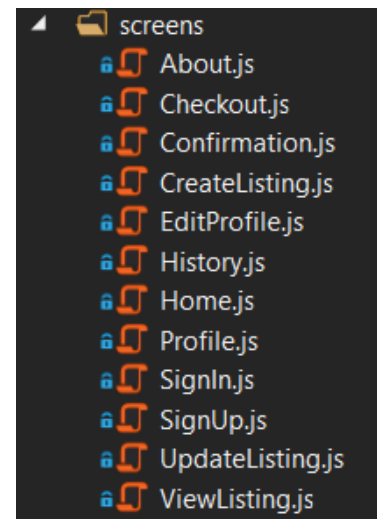 screens
About.js
Checkout.js
Confirmation.js
CreateListing.js
EditProfile.js
History.js
Home.js
Profile.js
SignIn.js
SignUp.js
UpdateListing.js
ViewListing.js